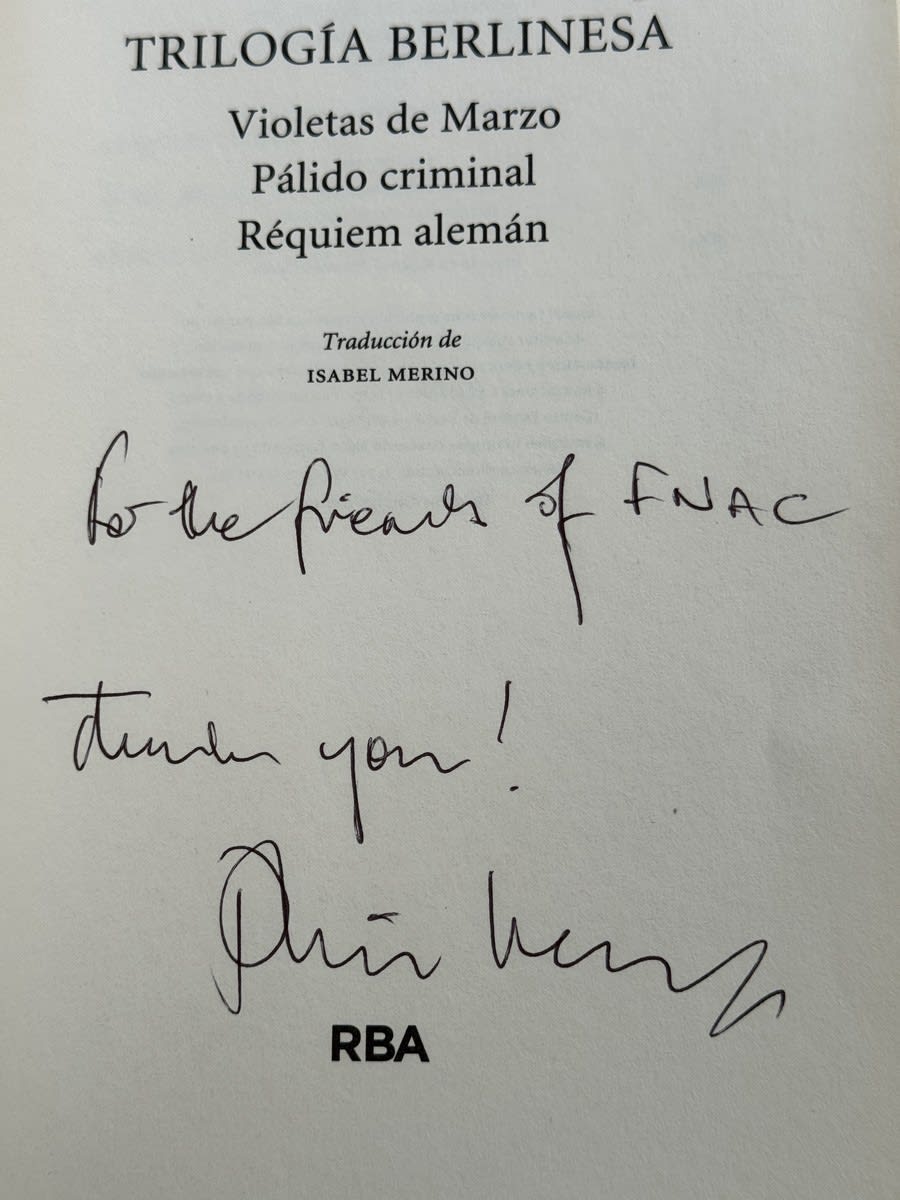 TRILOGÍA BERLINESA
Violetas de Marzo
Pálido criminal
Réquiem alemán
Traducción de
ISABEL MERINO
For the friends of FNAC
thank you!
RBA